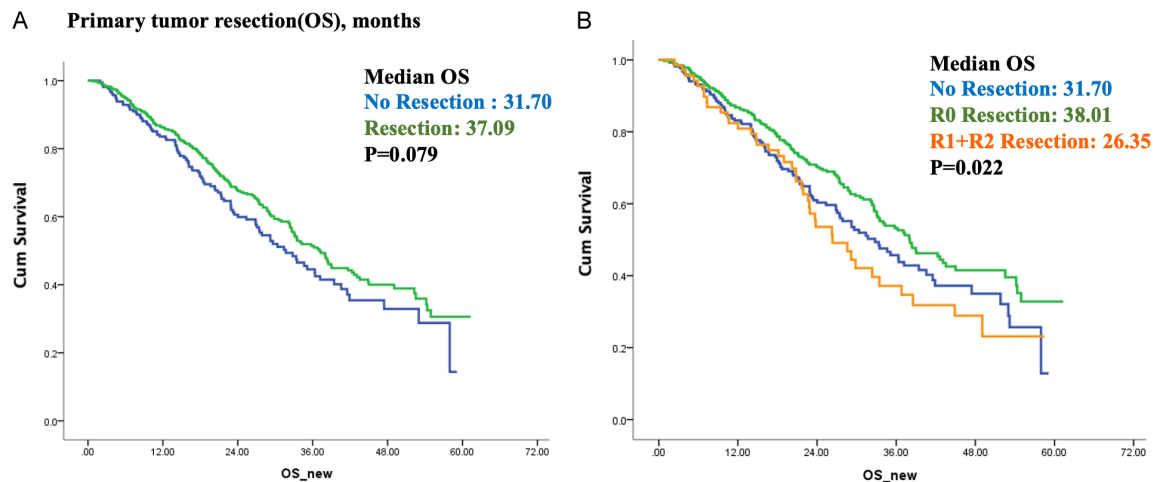 A
Primary tumor resection(OS), months
Median OS
No Resection : 31.70
Resection: 37.09
P=0.079
Cum Survival
1.0
0.8
0.6
0.4
0.2
0.0
.00 12.00 24.00 36.00 48.00 60.00 72.00
OS_new
B
Median OS
No Resection: 31.70
R0 Resection: 38.01
R1+R2 Resection: 26.35
P=0.022
Cum Survival
1.0
0.8
0.6
0.4
0.2
0.0
.00 12.00 24.00 36.00 48.00 60.00 72.00
OS_new